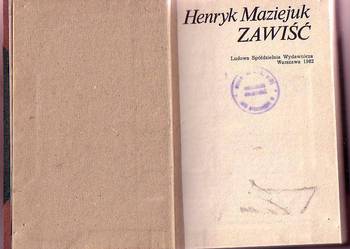 Henryk Maziejuk
ZAWIŚĆ
Ludowa Spółdzielnia Wydawnicza
Warszawa 1982